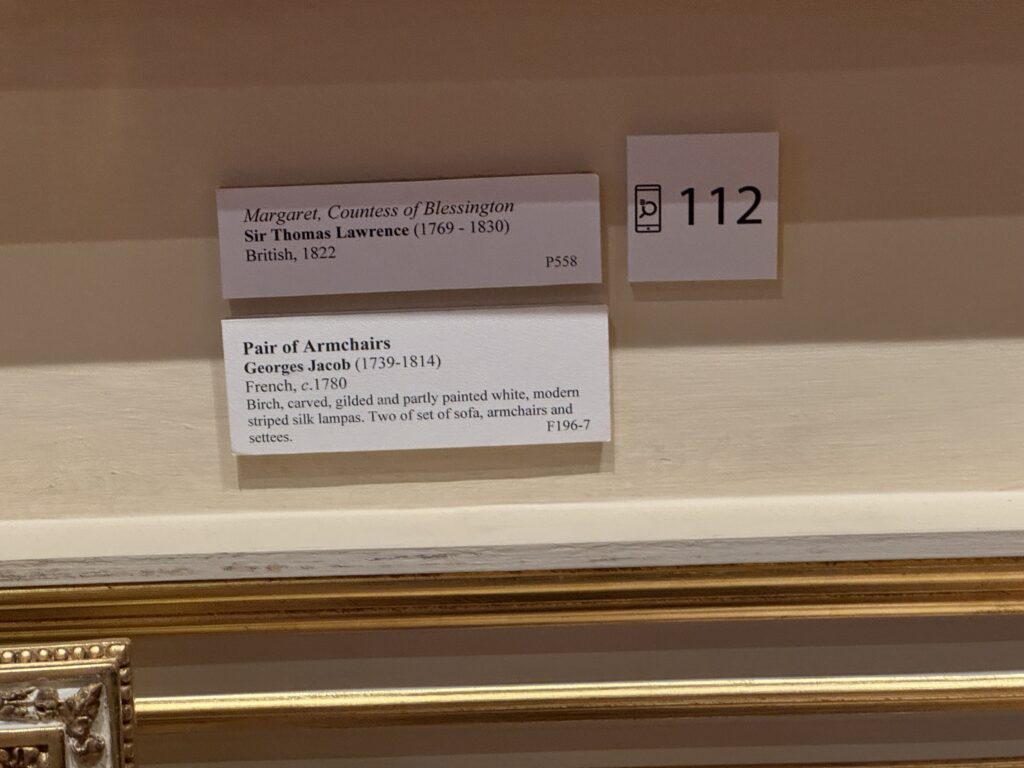 Margaret, Countess of Blessington
Sir Thomas Lawrence (1769 - 1830)
British, 1822
P558
112
Pair of Armchairs
Georges Jacob (1739-1814)
French, c.1780
Birch, carved, gilded and partly painted white, modern
striped silk lampas. Two of set of sofa, armchairs and
settees.
F196-7